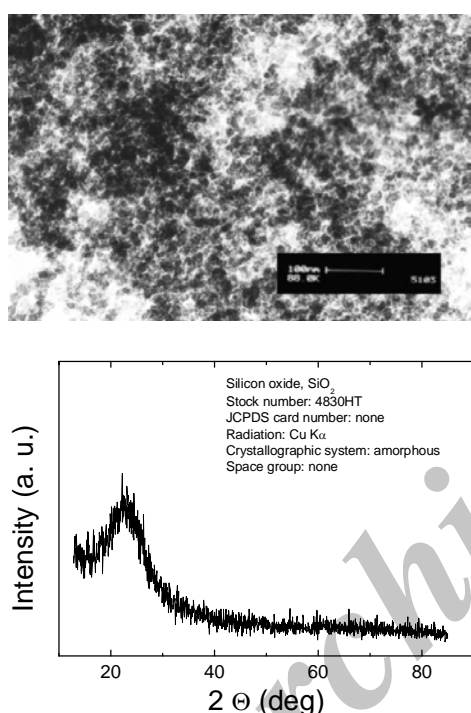 100nm
88.0K 5103
Silicon oxide, SiO₂
Stock number: 4830HT
JCPDS card number: none
Radiation: Cu Kα
Crystallographic system: amorphous
Space group: none
Intensity (a. u.)
20 40 60 80
2 Θ (deg)